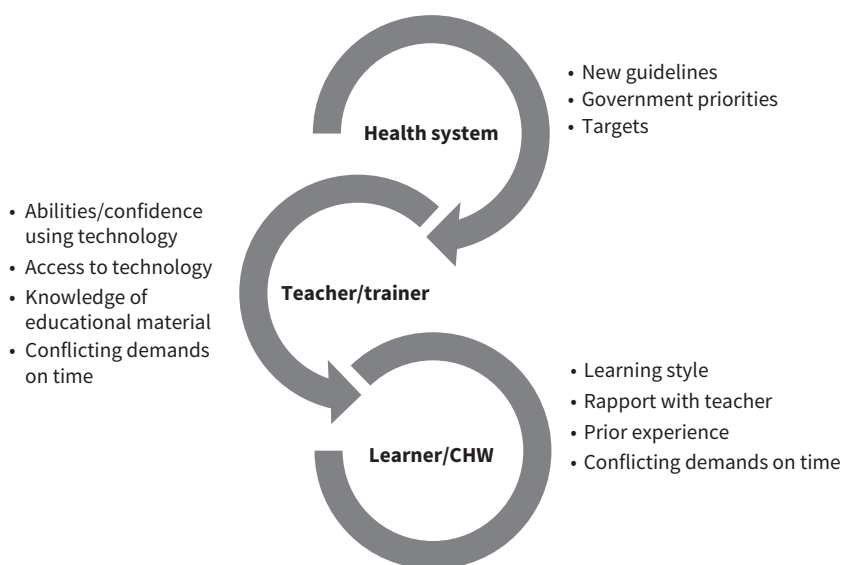 Health system
• New guidelines
• Government priorities
• Targets
Teacher/trainer
• Abilities/confidence
using technology
• Access to technology
• Knowledge of
educational material
• Conflicting demands
on time
Learner/CHW
• Learning style
• Rapport with teacher
• Prior experience
• Conflicting demands on time